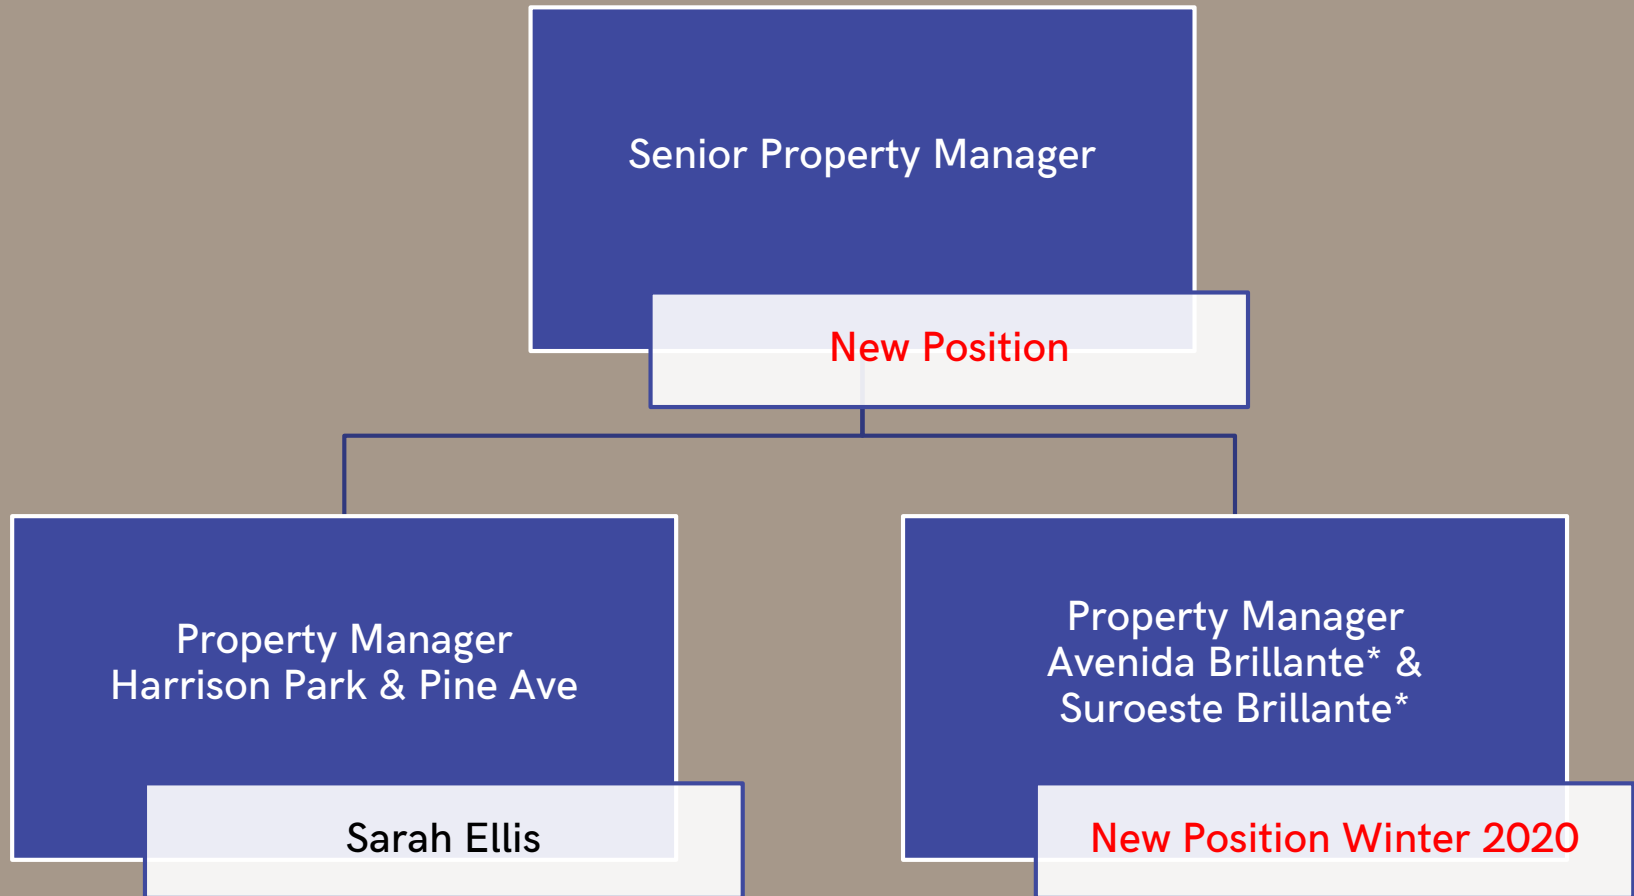 Senior Property Manager
New Position
Property Manager
Harrison Park & Pine Ave
Sarah Ellis
Property Manager
Avenida Brillante* &
Suroeste Brillante*
New Position Winter 2020